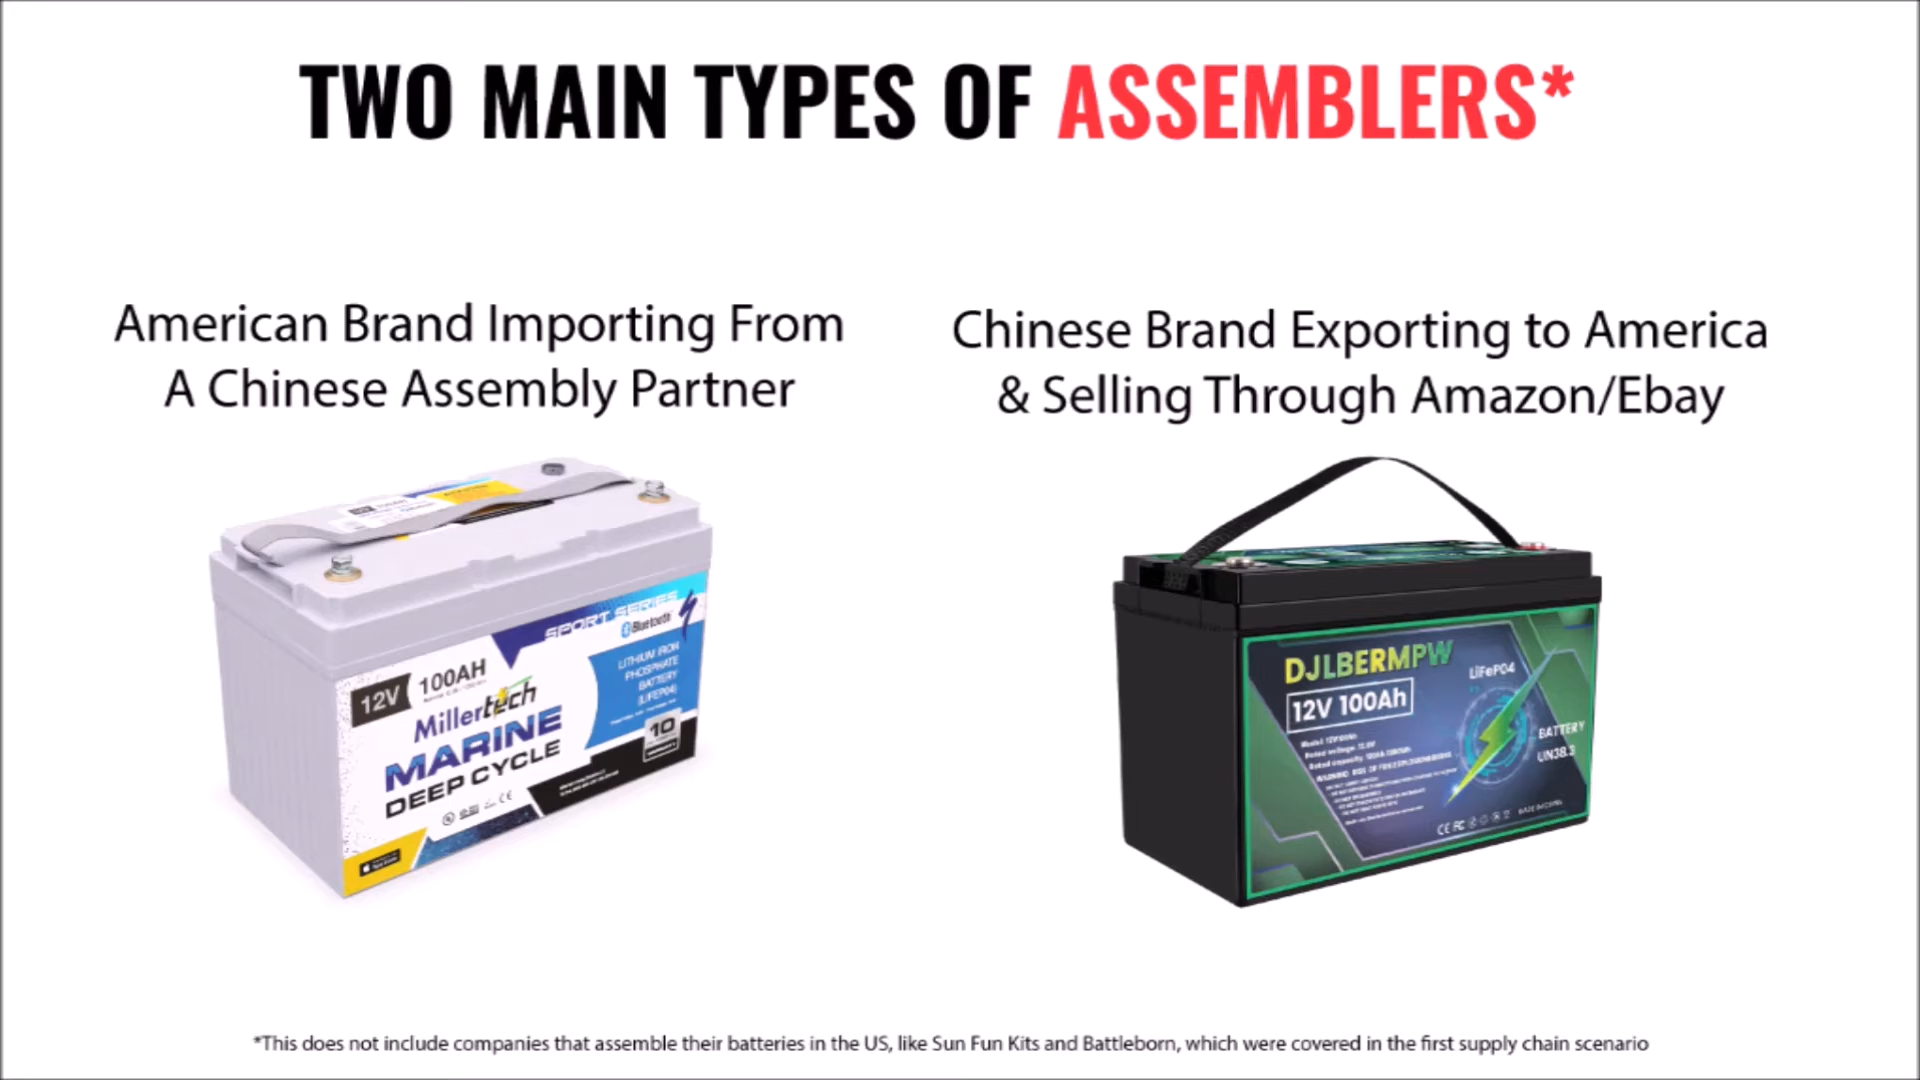 TWO MAIN TYPES OF ASSEMBLERS*
American Brand Importing From
A Chinese Assembly Partner
Chinese Brand Exporting to America
& Selling Through Amazon/Ebay
SPORT SERIES
Bluetooth
12V 100AH
LITHIUM IRON
PHOSPHATE
BATTERY
(LIFEPO4)
Millertech
MARINE
DEEP CYCLE
10
DJLBERMPW
LiFePO4
12V 100Ah
BATTERY
UN38.3
CE FC
*This does not include companies that assemble their batteries in the US, like Sun Fun Kits and Battleborn, which were covered in the first supply chain scenario